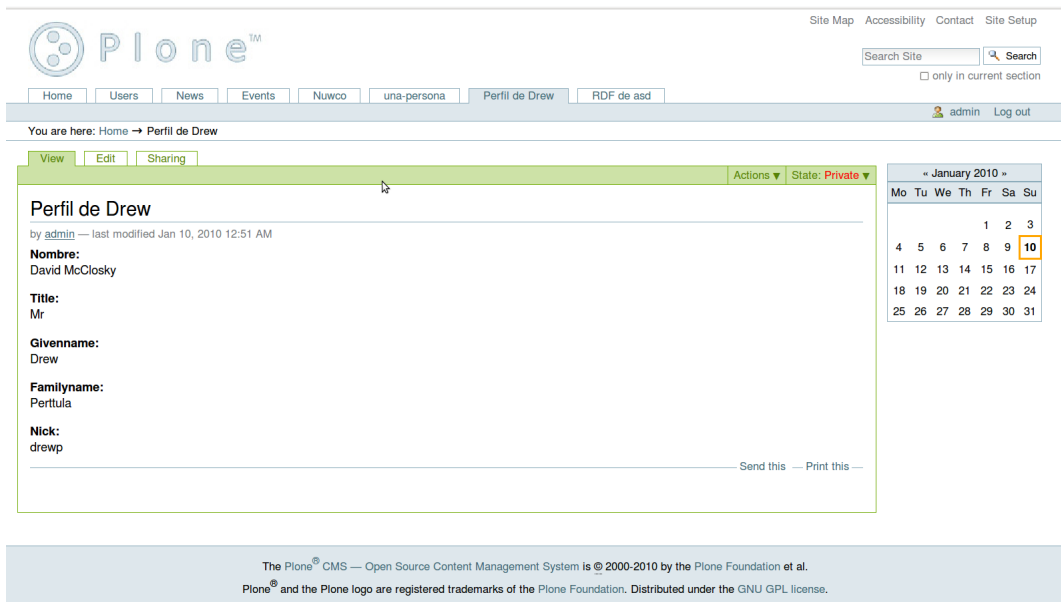 Site Map Accessibility Contact Site Setup
Plone™
Search Site Search
only in current section
Home Users News Events Nuwco una-persona Perfil de Drew RDF de asd
admin Log out
You are here: Home → Perfil de Drew
View Edit Sharing
Actions ▼ State: Private ▼
Perfil de Drew
by admin — last modified Jan 10, 2010 12:51 AM
Nombre:
David McClosky
Title:
Mr
Givenname:
Drew
Familyname:
Perttula
Nick:
drewp
Send this — Print this —
« January 2010 »
Mo Tu We Th Fr Sa Su
1 2 3
4 5 6 7 8 9 10
11 12 13 14 15 16 17
18 19 20 21 22 23 24
25 26 27 28 29 30 31
The Plone® CMS — Open Source Content Management System is © 2000-2010 by the Plone Foundation et al.
Plone® and the Plone logo are registered trademarks of the Plone Foundation. Distributed under the GNU GPL license.